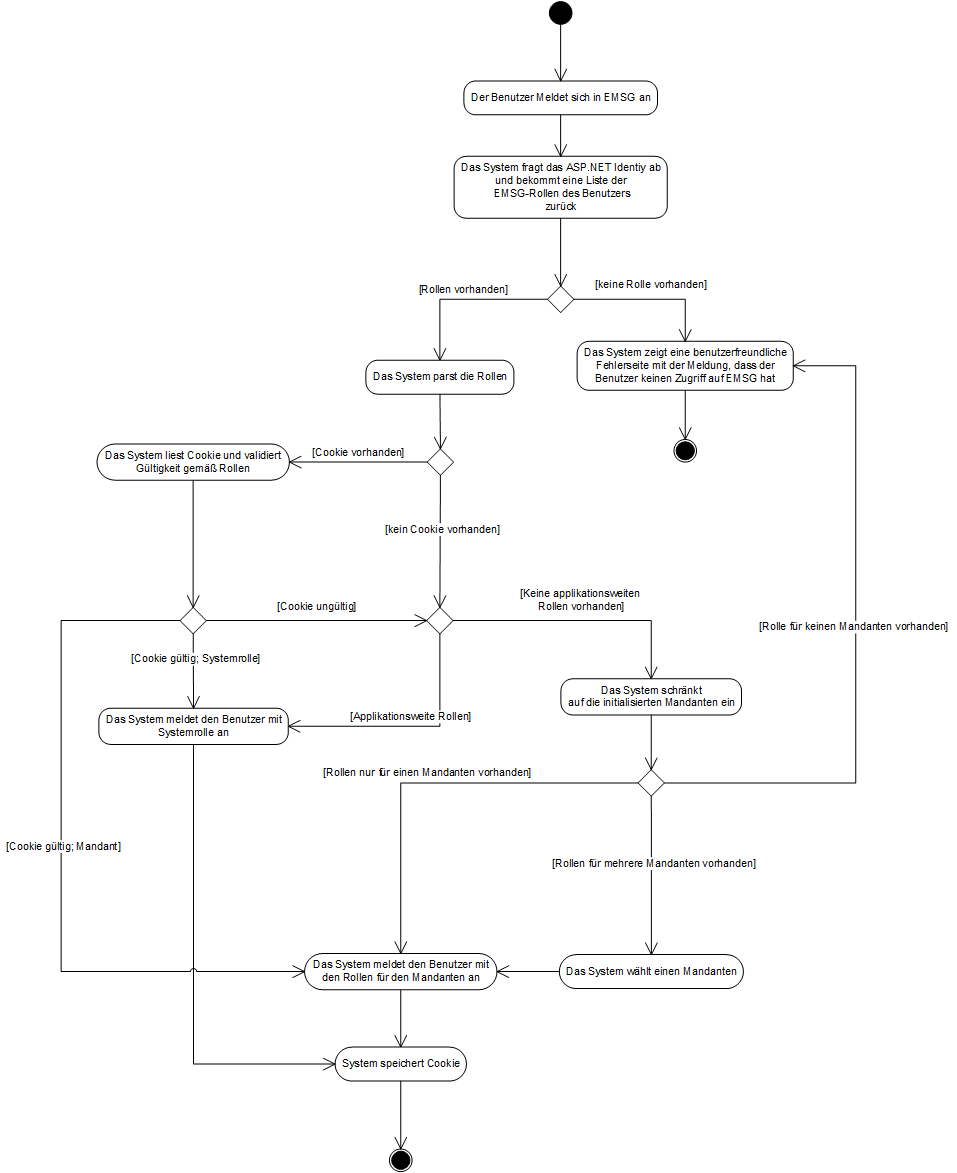 Der Benutzer Meldet sich in EMSG an
Das System fragt das ASP.NET Identiy ab
und bekommt eine Liste der
EMSG-Rollen des Benutzers
zurück
[Rollen vorhanden]
[keine Rolle vorhanden]
Das System zeigt eine benutzerfreundliche
Fehlerseite mit der Meldung, dass der
Benutzer keinen Zugriff auf EMSG hat
Das System parst die Rollen
[Cookie vorhanden]
Das System liest Cookie und validiert
Gültigkeit gemäß Rollen
[kein Cookie vorhanden]
[Cookie ungültig]
[Keine applikationsweiten
Rollen vorhanden]
[Rolle für keinen Mandanten vorhanden]
[Cookie gültig; Systemrolle]
Das System schränkt
auf die initialisierten Mandanten ein
Das System meldet den Benutzer mit
Systemrolle an
[Applikationsweite Rollen]
[Rollen nur für einen Mandanten vorhanden]
[Cookie gültig; Mandant]
[Rollen für mehrere Mandanten vorhanden]
Das System meldet den Benutzer mit
den Rollen für den Mandanten an
Das System wählt einen Mandanten
System speichert Cookie